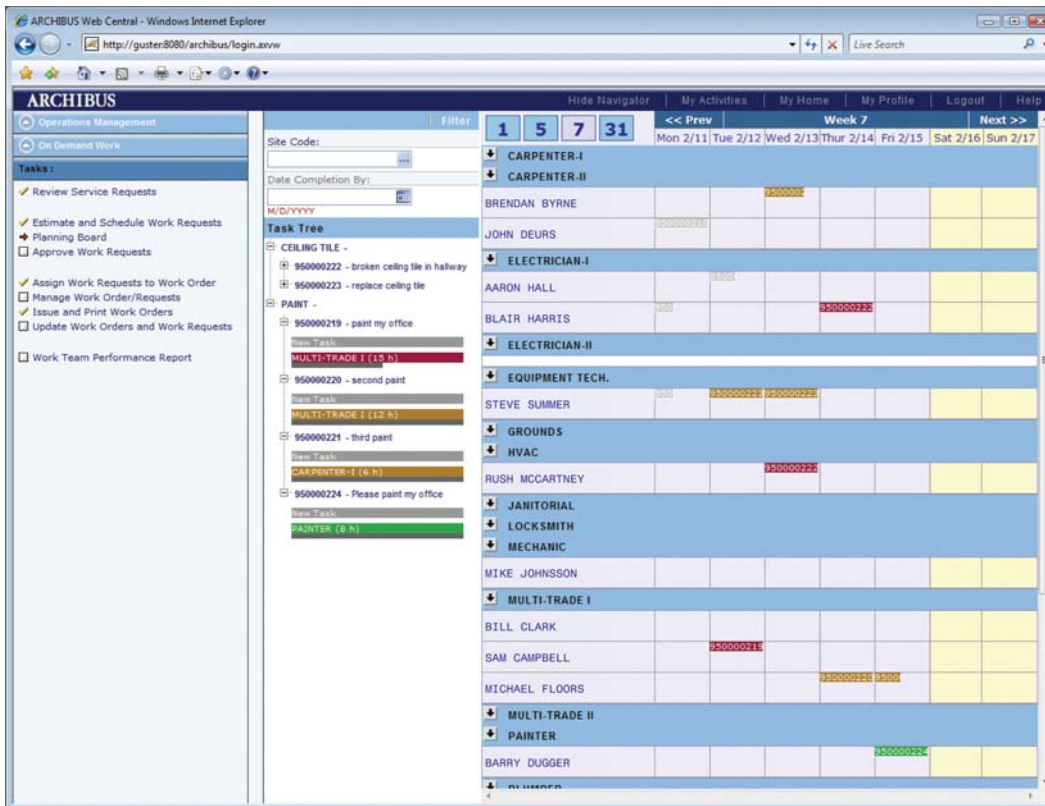 ARCHIBUS Web Central - Windows Internet Explorer
http://guster:8080/archibus/login.axvw
Live Search
ARCHIBUS
Hide Navigator | My Activities | My Home | My Profile | Logout | Help
Operations Management
On Demand Work
Tasks:
Review Service Requests
Estimate and Schedule Work Requests
Planning Board
Approve Work Requests
Assign Work Requests to Work Order
Manage Work Order/Requests
Issue and Print Work Orders
Update Work Orders and Work Requests
Work Team Performance Report
Filter
Site Code:
Date Completion By:
M/D/YYYY
Task Tree
CEILING TILE -
950000222 - broken ceiling tile in hallway
950000223 - replace ceiling tile
PAINT -
950000219 - paint my office
New Task
MULTI-TRADE I (15 h)
950000220 - second paint
New Task
MULTI-TRADE I (12 h)
950000221 - third paint
New Task
CARPENTER-I (6 h)
950000224 - Please paint my office
New Task
PAINTER (8 h)
1 5 7 31
<< Prev Week 7 Next >>
Mon 2/11 Tue 2/12 Wed 2/13 Thur 2/14 Fri 2/15 Sat 2/16 Sun 2/17
CARPENTER-I
CARPENTER-II
BRENDAN BYRNE
JOHN DEURS
ELECTRICIAN-I
AARON HALL
BLAIR HARRIS 950000222
ELECTRICIAN-II
EQUIPMENT TECH.
STEVE SUMMER 950000223 950000223
GROUNDS
HVAC
RUSH MCCARTNEY 950000222
JANITORIAL
LOCKSMITH
MECHANIC
MIKE JOHNSSON
MULTI-TRADE I
BILL CLARK
SAM CAMPBELL 950000219
MICHAEL FLOORS 950000220 9500
MULTI-TRADE II
PAINTER
BARRY DUGGER 950000224
PLUMBER